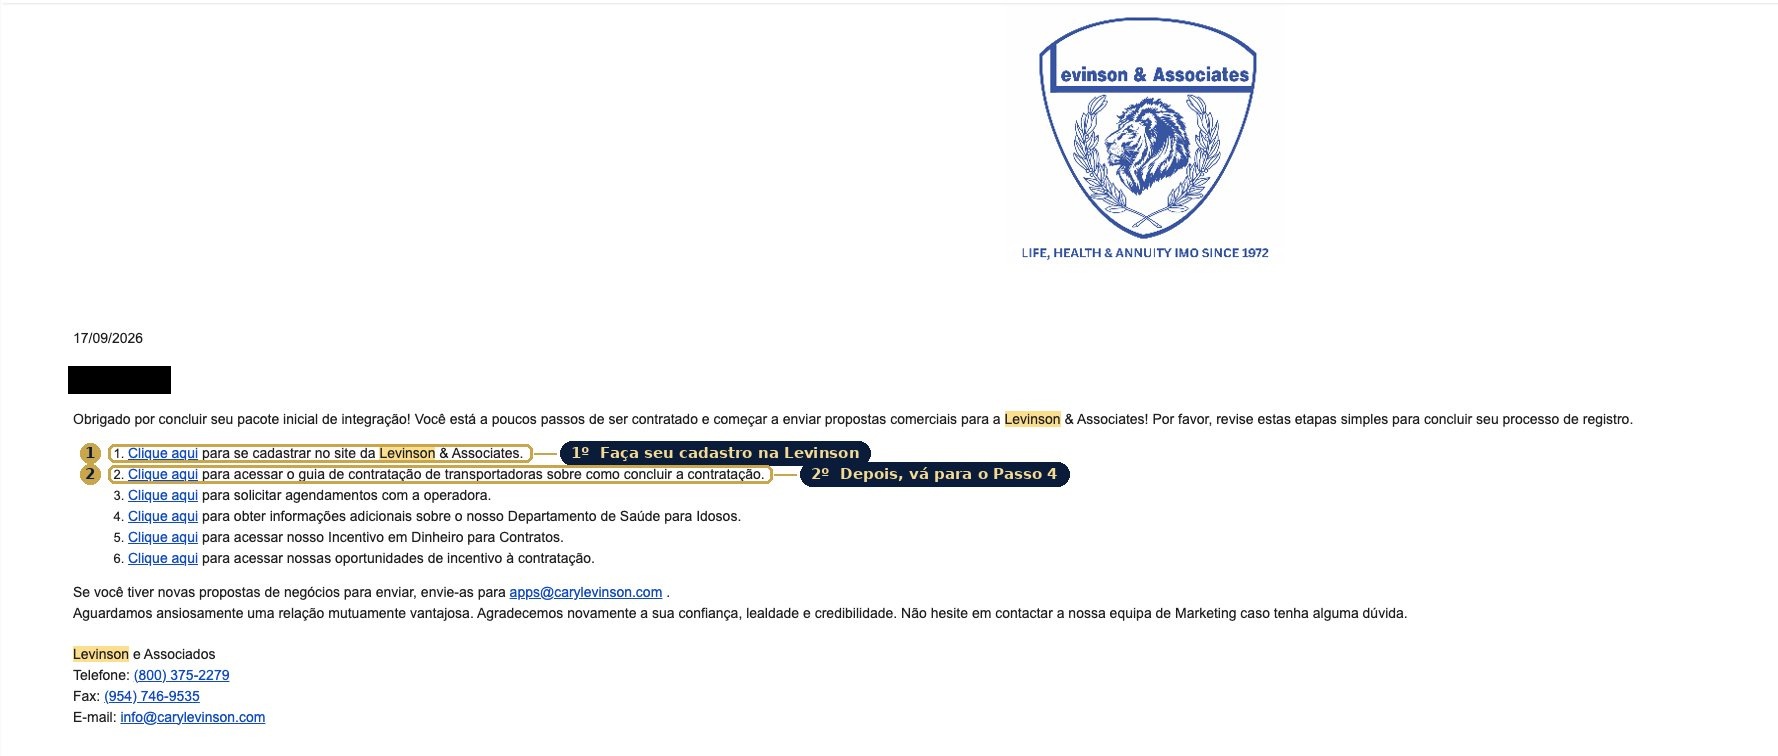 Levinson & Associates
LIFE, HEALTH & ANNUITY IMO SINCE 1972
17/09/2026
Obrigado por concluir seu pacote inicial de integração! Você está a poucos passos de ser contratado e começar a enviar propostas comerciais para a Levinson & Associates! Por favor, revise estas etapas simples para concluir seu processo de registro.
1 1. Clique aqui para se cadastrar no site da Levinson & Associates. 1º Faça seu cadastro na Levinson
2 2. Clique aqui para acessar o guia de contratação de transportadoras sobre como concluir a contratação. 2º Depois, vá para o Passo 4
3. Clique aqui para solicitar agendamentos com a operadora.
4. Clique aqui para obter informações adicionais sobre o nosso Departamento de Saúde para Idosos.
5. Clique aqui para acessar nosso Incentivo em Dinheiro para Contratos.
6. Clique aqui para acessar nossas oportunidades de incentivo à contratação.
Se você tiver novas propostas de negócios para enviar, envie-as para apps@carylevinson.com .
Aguardamos ansiosamente uma relação mutuamente vantajosa. Agradecemos novamente a sua confiança, lealdade e credibilidade. Não hesite em contactar a nossa equipa de Marketing caso tenha alguma dúvida.
Levinson e Associados
Telefone: (800) 375-2279
Fax: (954) 746-9535
E-mail: info@carylevinson.com